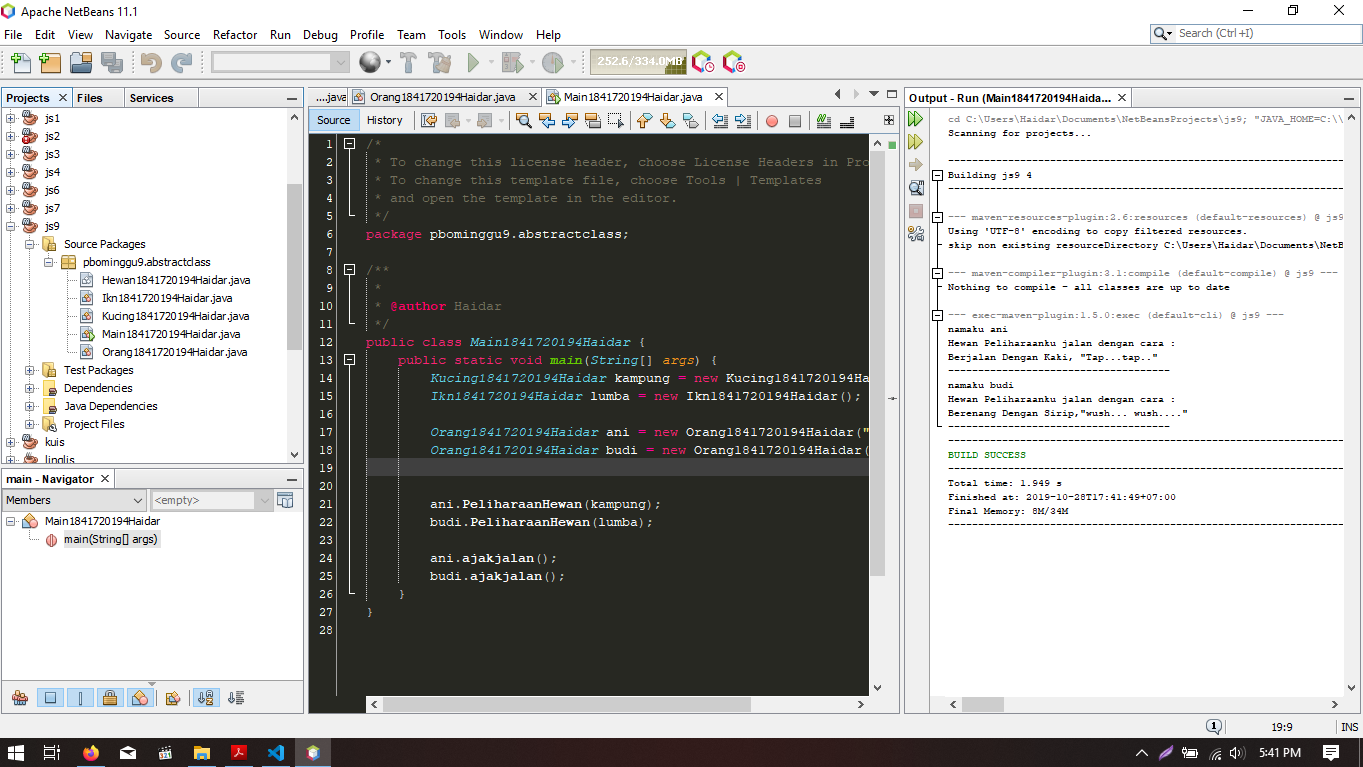 Apache NetBeans 11.1
File Edit View Navigate Source Refactor Run Debug Profile Team Tools Window Help
Search (Ctrl+I)
252.6/334.0MB
Projects Files Services
js1
js2
js3
js4
js6
js7
js9
Source Packages
pbominggu9.abstractclass
Hewan1841720194Haidar.java
Ikn1841720194Haidar.java
Kucing1841720194Haidar.java
Main1841720194Haidar.java
Orang1841720194Haidar.java
Test Packages
Dependencies
Java Dependencies
Project Files
kuis
linglis
main - Navigator
Members <empty>
Main1841720194Haidar
main(String[] args)
....java Orang1841720194Haidar.java Main1841720194Haidar.java
Source History
1 /*
2 * To change this license header, choose License Headers in Pro
3 * To change this template file, choose Tools | Templates
4 * and open the template in the editor.
5 */
6 package pbominggu9.abstractclass;
7
8 /**
9 *
10 * @author Haidar
11 */
12 public class Main1841720194Haidar {
13 public static void main(String[] args) {
14 Kucing1841720194Haidar kampung = new Kucing1841720194Ha
15 Ikn1841720194Haidar lumba = new Ikn1841720194Haidar();
16
17 Orang1841720194Haidar ani = new Orang1841720194Haidar("
18 Orang1841720194Haidar budi = new Orang1841720194Haidar(
19
20
21 ani.PeliharaanHewan(kampung);
22 budi.PeliharaanHewan(lumba);
23
24 ani.ajakjalan();
25 budi.ajakjalan();
26 }
27 }
28
Output - Run (Main1841720194Haida...
cd C:\Users\Haidar\Documents\NetBeansProjects\js9; "JAVA_HOME=C:\\
Scanning for projects...
------------------------------------------------------------------------
Building js9 4
------------------------------------------------------------------------
--- maven-resources-plugin:2.6:resources (default-resources) @ js9
Using 'UTF-8' encoding to copy filtered resources.
skip non existing resourceDirectory C:\Users\Haidar\Documents\NetB
--- maven-compiler-plugin:3.1:compile (default-compile) @ js9 ---
Nothing to compile - all classes are up to date
--- exec-maven-plugin:1.5.0:exec (default-cli) @ js9 ---
namaku ani
Hewan Peliharaanku jalan dengan cara :
Berjalan Dengan Kaki, "Tap...tap.."
----------------------------------
namaku budi
Hewan Peliharaanku jalan dengan cara :
Berenang Dengan Sirip,"wush... wush...."
----------------------------------
------------------------------------------------------------------------
BUILD SUCCESS
------------------------------------------------------------------------
Total time: 1.949 s
Finished at: 2019-10-28T17:41:49+07:00
Final Memory: 8M/34M
------------------------------------------------------------------------
1 19:9 INS
5:41 PM